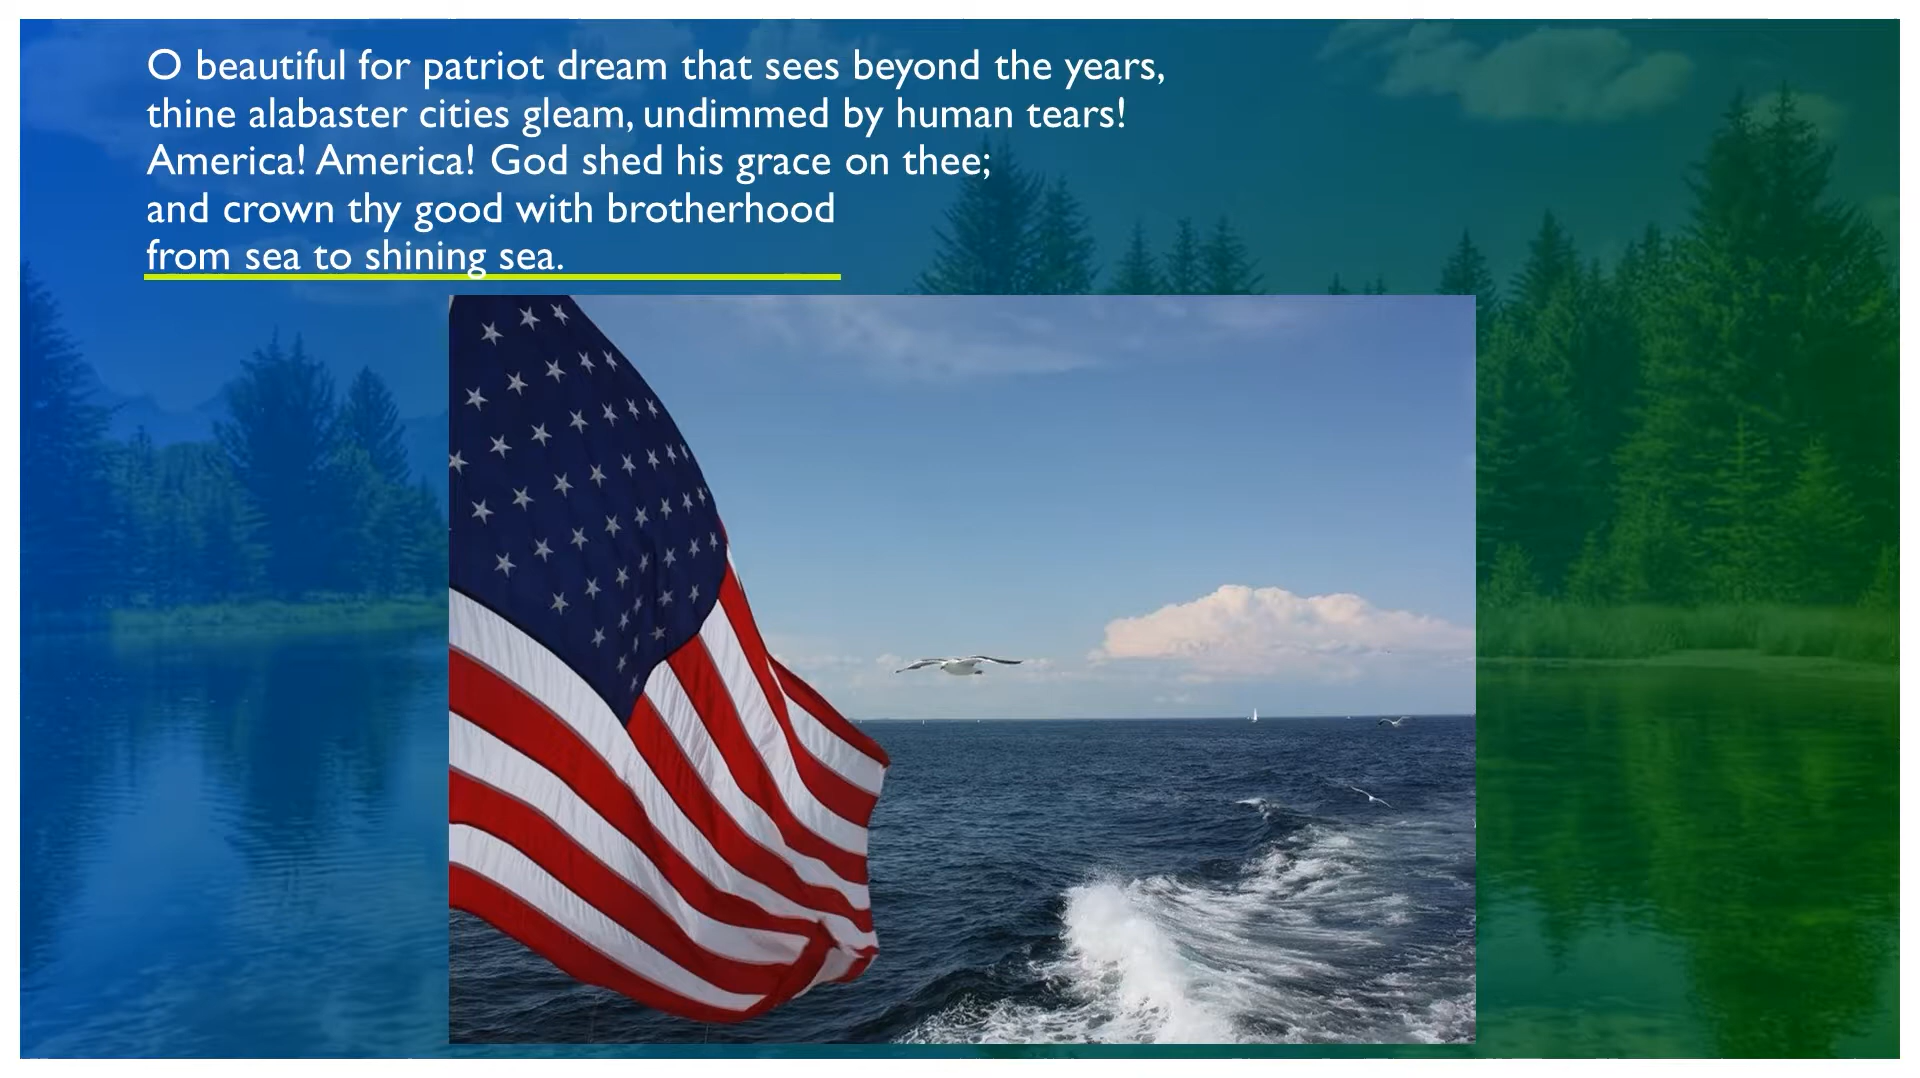 O beautiful for patriot dream that sees beyond the years,
thine alabaster cities gleam, undimmed by human tears!
America! America! God shed his grace on thee;
and crown thy good with brotherhood
from sea to shining sea.